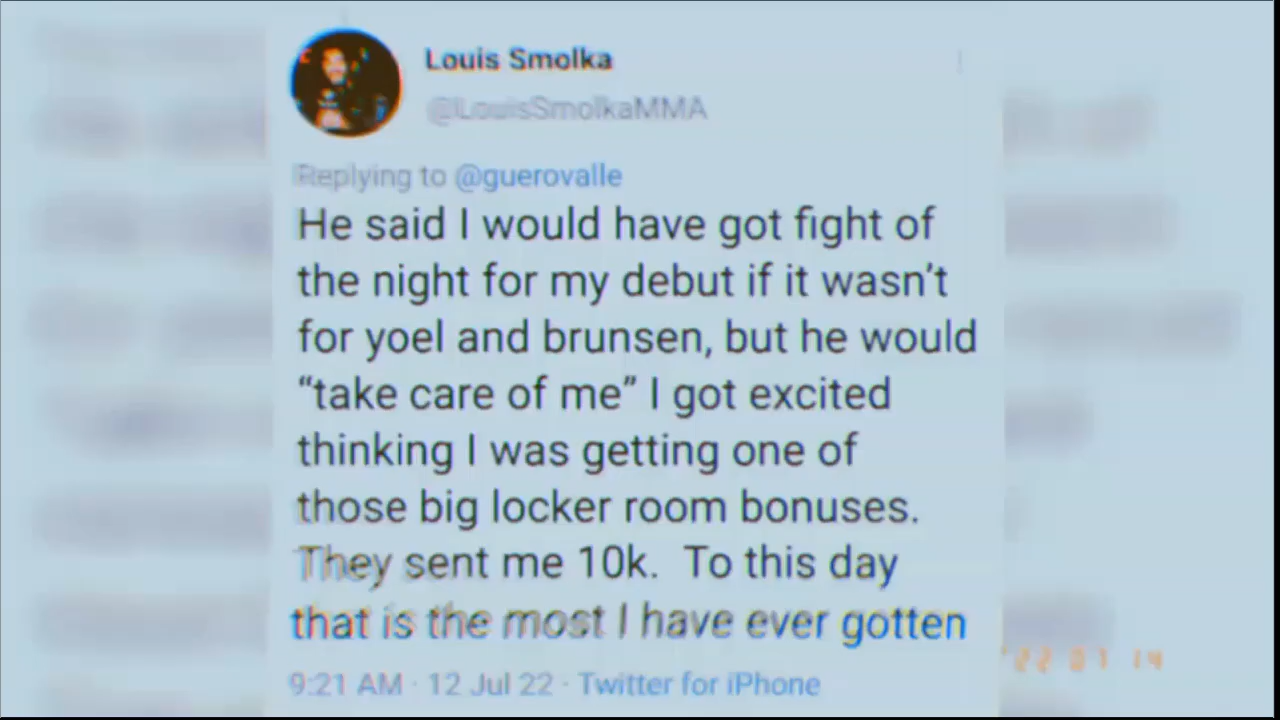 Louis Smolka
@LouisSmolkaMMA
Replying to @guerovalle
He said I would have got fight of
the night for my debut if it wasn’t
for yoel and brunsen, but he would
“take care of me” I got excited
thinking I was getting one of
those big locker room bonuses.
They sent me 10k. To this day
that is the most I have ever gotten
'22 07 14
9:21 AM · 12 Jul 22 · Twitter for iPhone